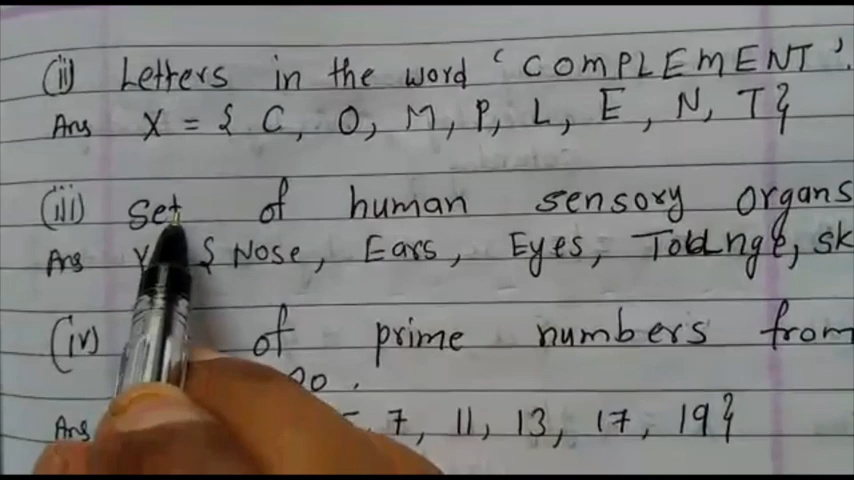 (ii) Letters in the word 'COMPLEMENT'.
Ans X = { C, O, M, P, L, E, N, T}
(iii) Set of human sensory organs
Ans Y { Nose, Ears, Eyes, , sk
(iv) of prime numbers from
20.
Ans 7, 11, 13, 17, 19}